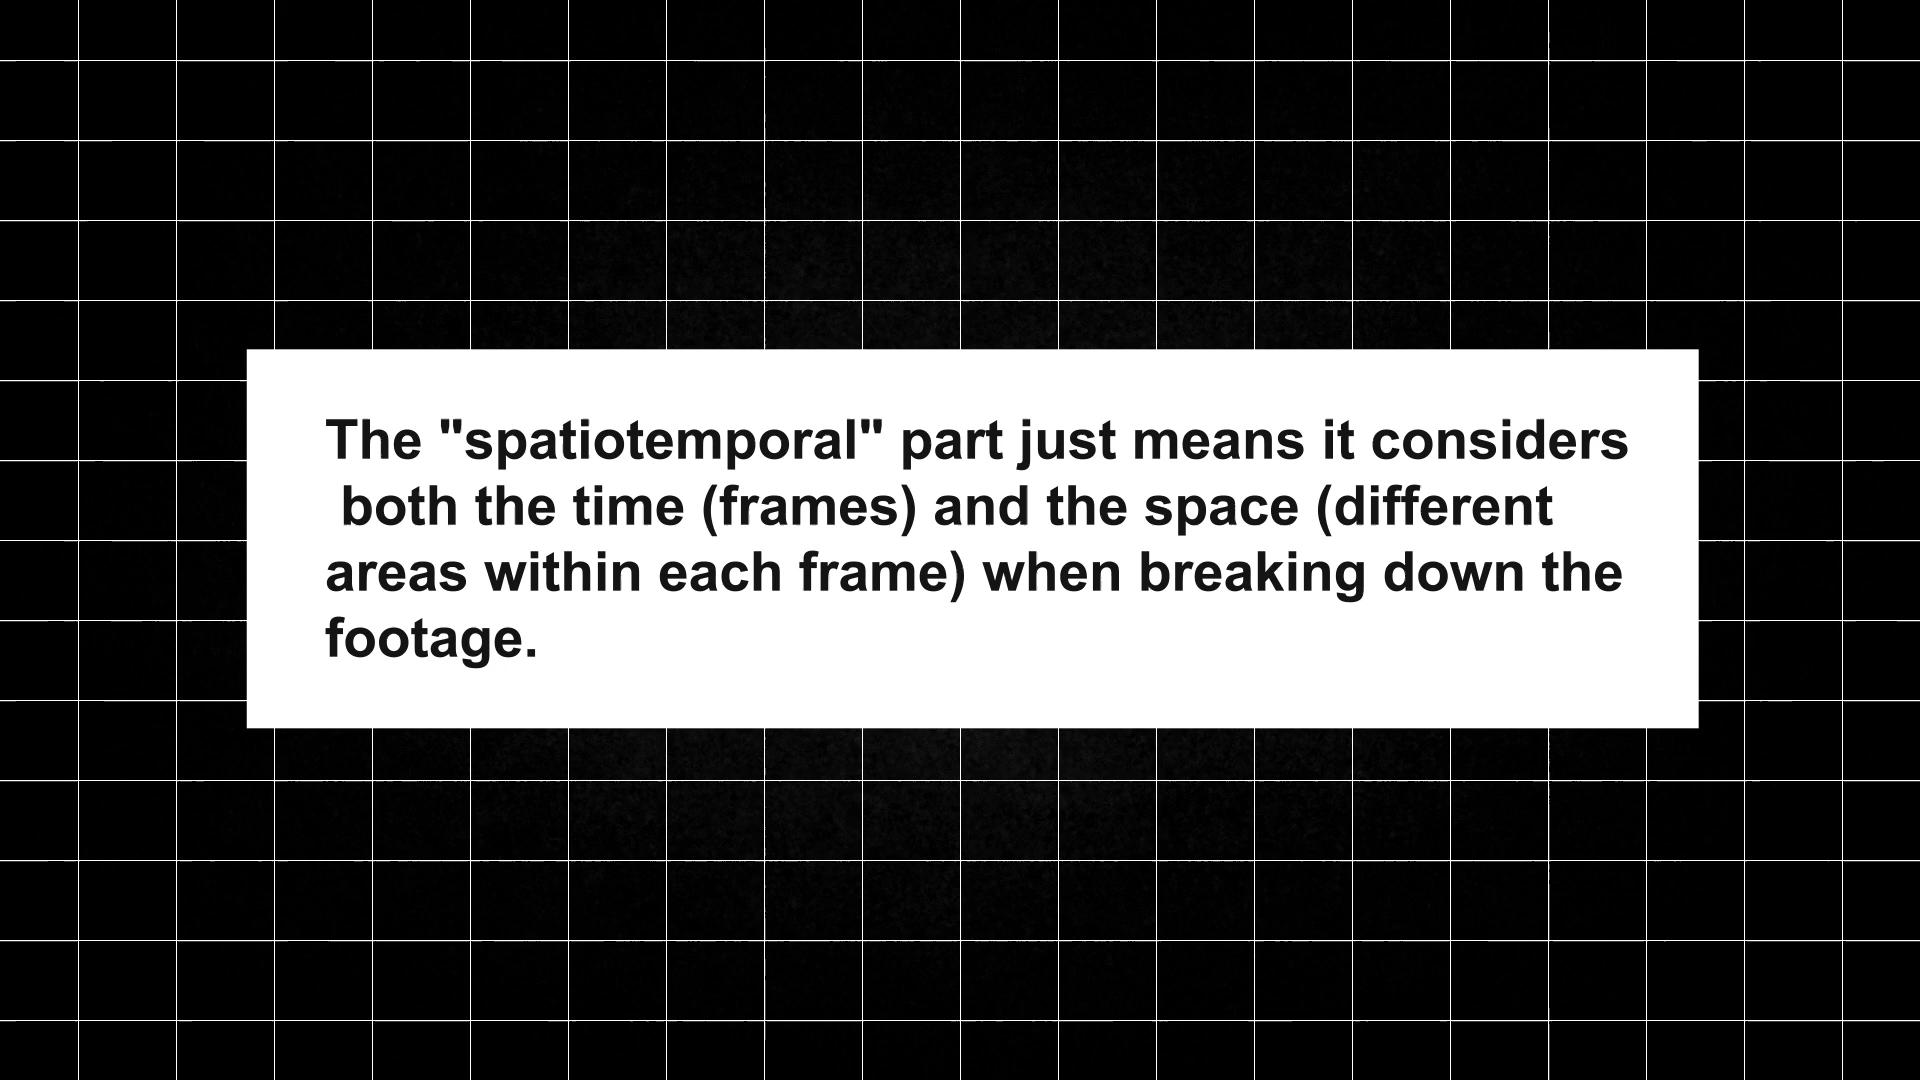 The "spatiotemporal" part just means it considers
both the time (frames) and the space (different
areas within each frame) when breaking down the
footage.